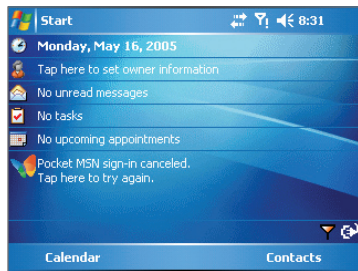 Start 8:31
Monday, May 16, 2005
Tap here to set owner information
No unread messages
No tasks
No upcoming appointments
Pocket MSN sign-in canceled.
Tap here to try again.
Calendar Contacts